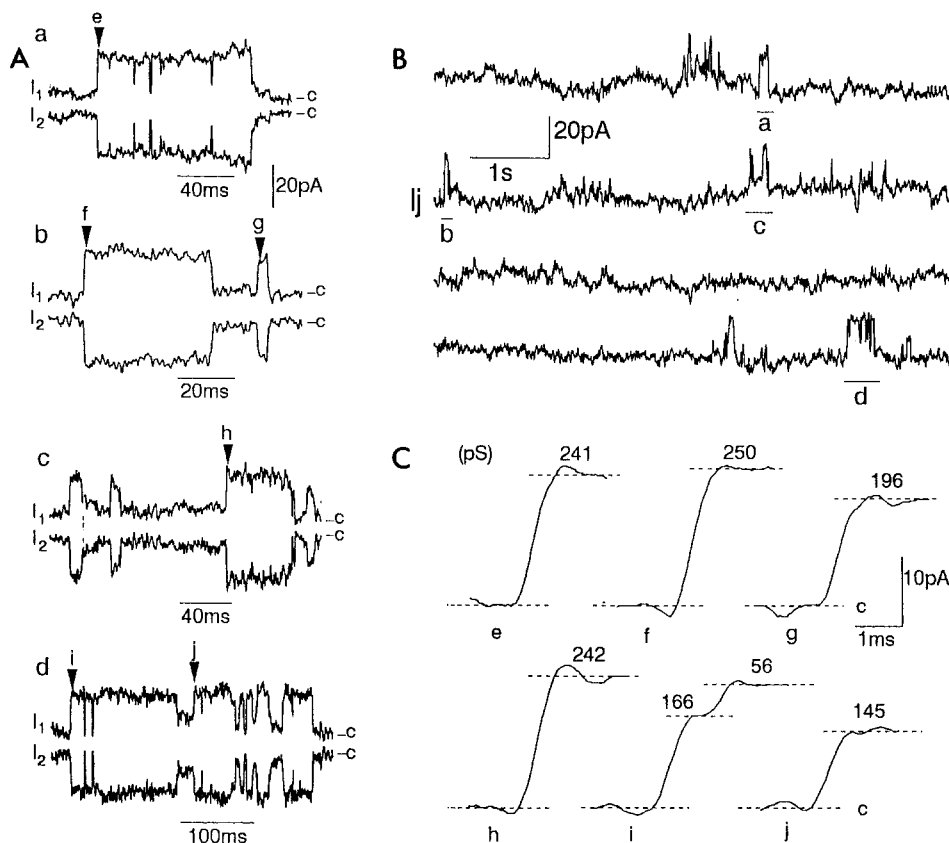 A
a
e
I1
I2
-c
-c
40ms
20pA
b
f
g
I1
I2
-c
-c
20ms
c
h
I1
I2
-c
-c
40ms
d
i
j
I1
I2
-c
-c
100ms
B
a
20pA
1s
Ij
b
c
d
C
(pS)
241
250
196
10pA
1ms
c
e
f
g
242
166
56
145
c
h
i
j